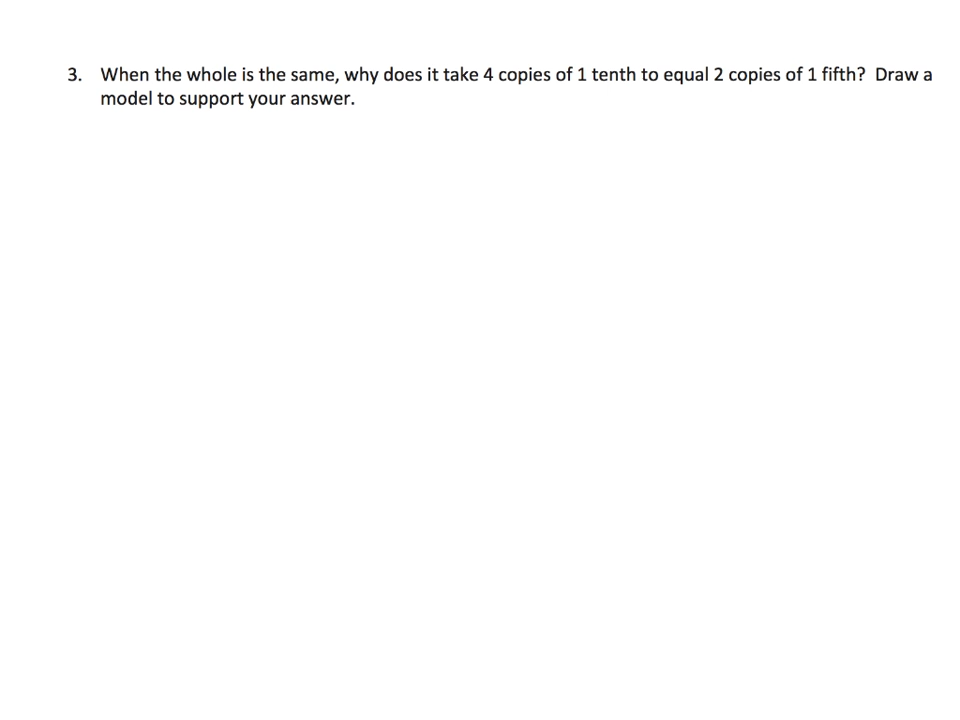 3. When the whole is the same, why does it take 4 copies of 1 tenth to equal 2 copies of 1 fifth? Draw a
model to support your answer.